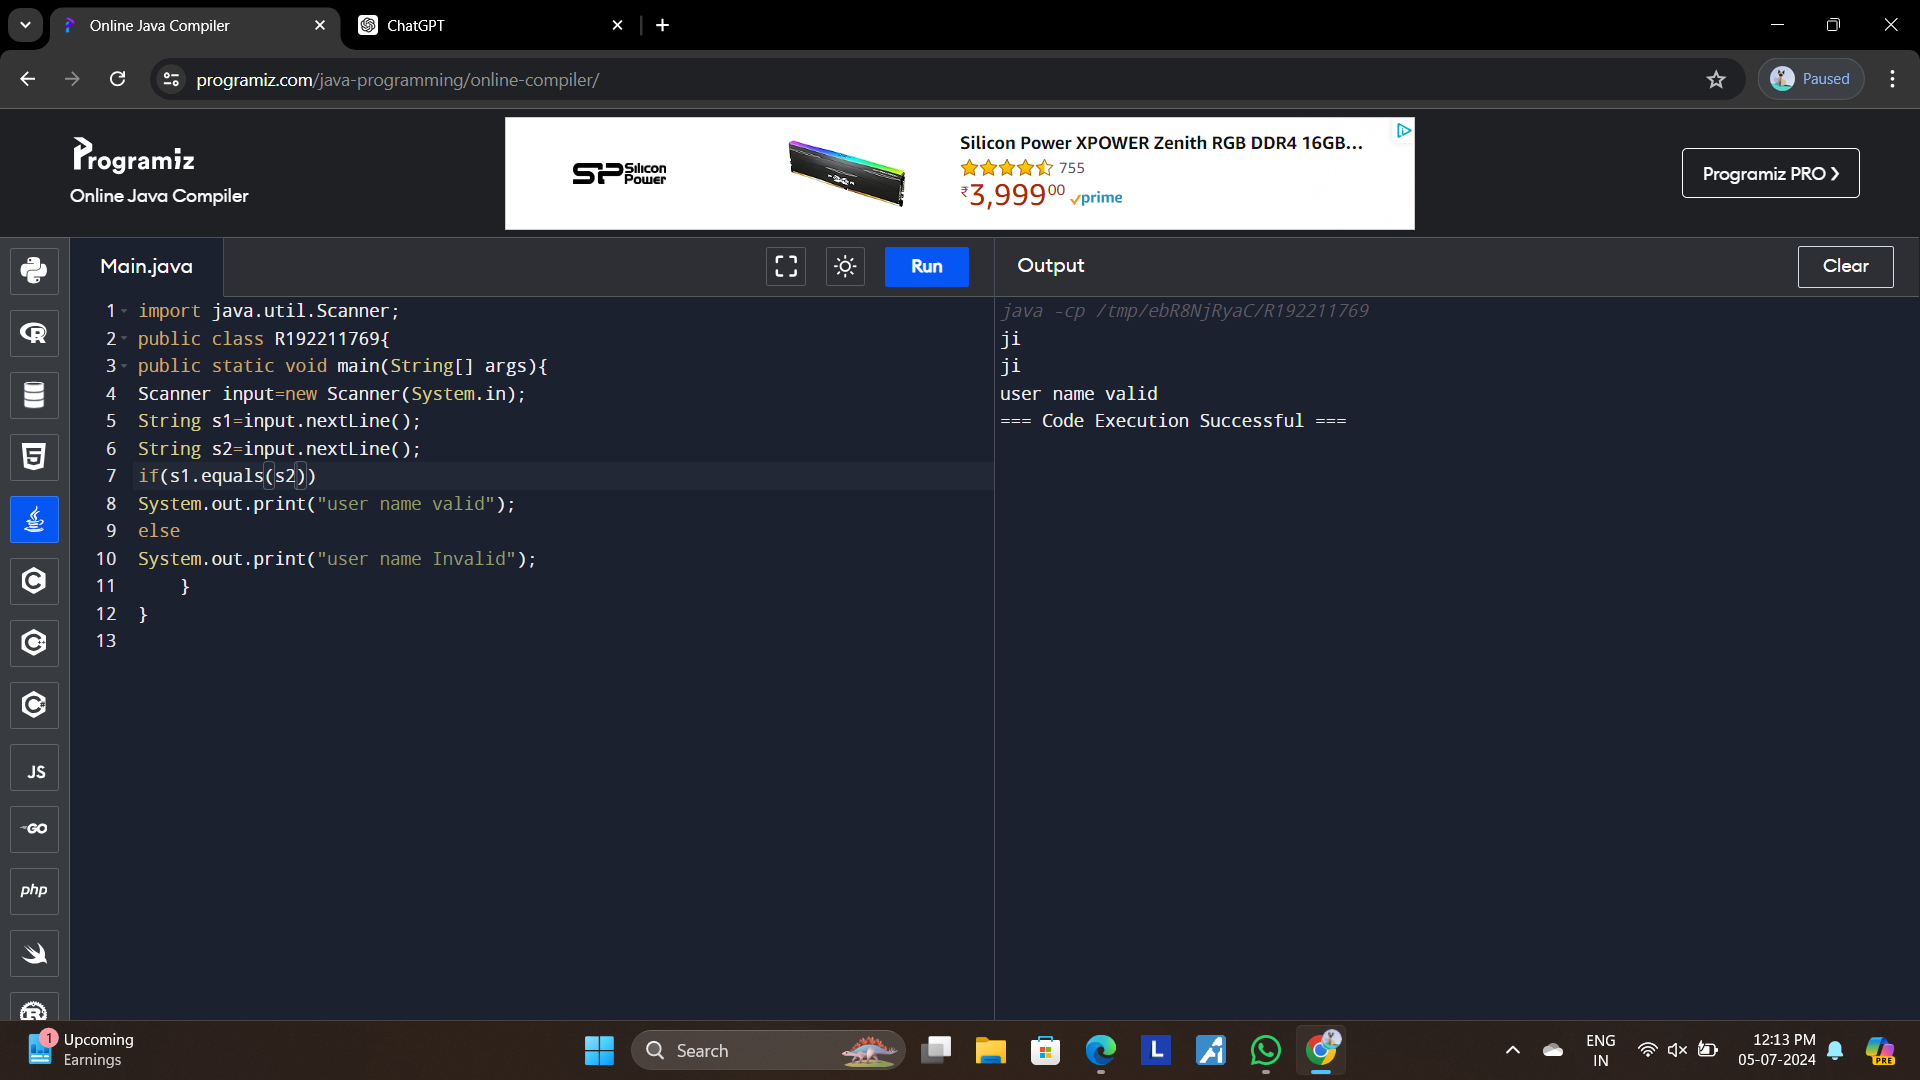 Online Java Compiler
ChatGPT
programiz.com/java-programming/online-compiler/
Paused
Programiz
Online Java Compiler
SP Silicon Power
Silicon Power XPOWER Zenith RGB DDR4 16GB...
755
₹3,99900 prime
Programiz PRO
Main.java
Run
Output
Clear
1 import java.util.Scanner;
2 public class R192211769{
3 public static void main(String[] args){
4 Scanner input=new Scanner(System.in);
5 String s1=input.nextLine();
6 String s2=input.nextLine();
7 if(s1.equals(s2))
8 System.out.print("user name valid");
9 else
10 System.out.print("user name Invalid");
11 }
12 }
13
java -cp /tmp/ebR8NjRyaC/R192211769
ji
ji
user name valid
=== Code Execution Successful ===
R
5
C
C
C
JS
GO
php
R
1
Upcoming
Earnings
Search
L
ENG
IN
12:13 PM
05-07-2024
PRE